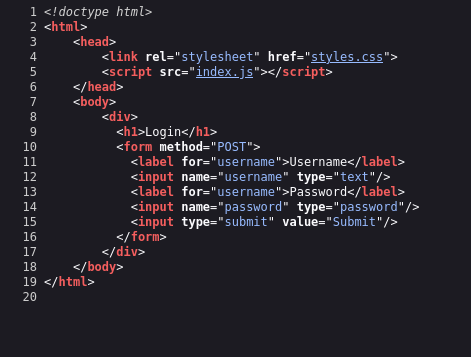 1 <!doctype html>
2 <html>
3     <head>
4         <link rel="stylesheet" href="styles.css">
5         <script src="index.js"></script>
6     </head>
7     <body>
8         <div>
9           <h1>Login</h1>
10           <form method="POST">
11             <label for="username">Username</label>
12             <input name="username" type="text"/>
13             <label for="username">Password</label>
14             <input name="password" type="password"/>
15             <input type="submit" value="Submit"/>
16           </form>
17         </div>
18     </body>
19 </html>
20